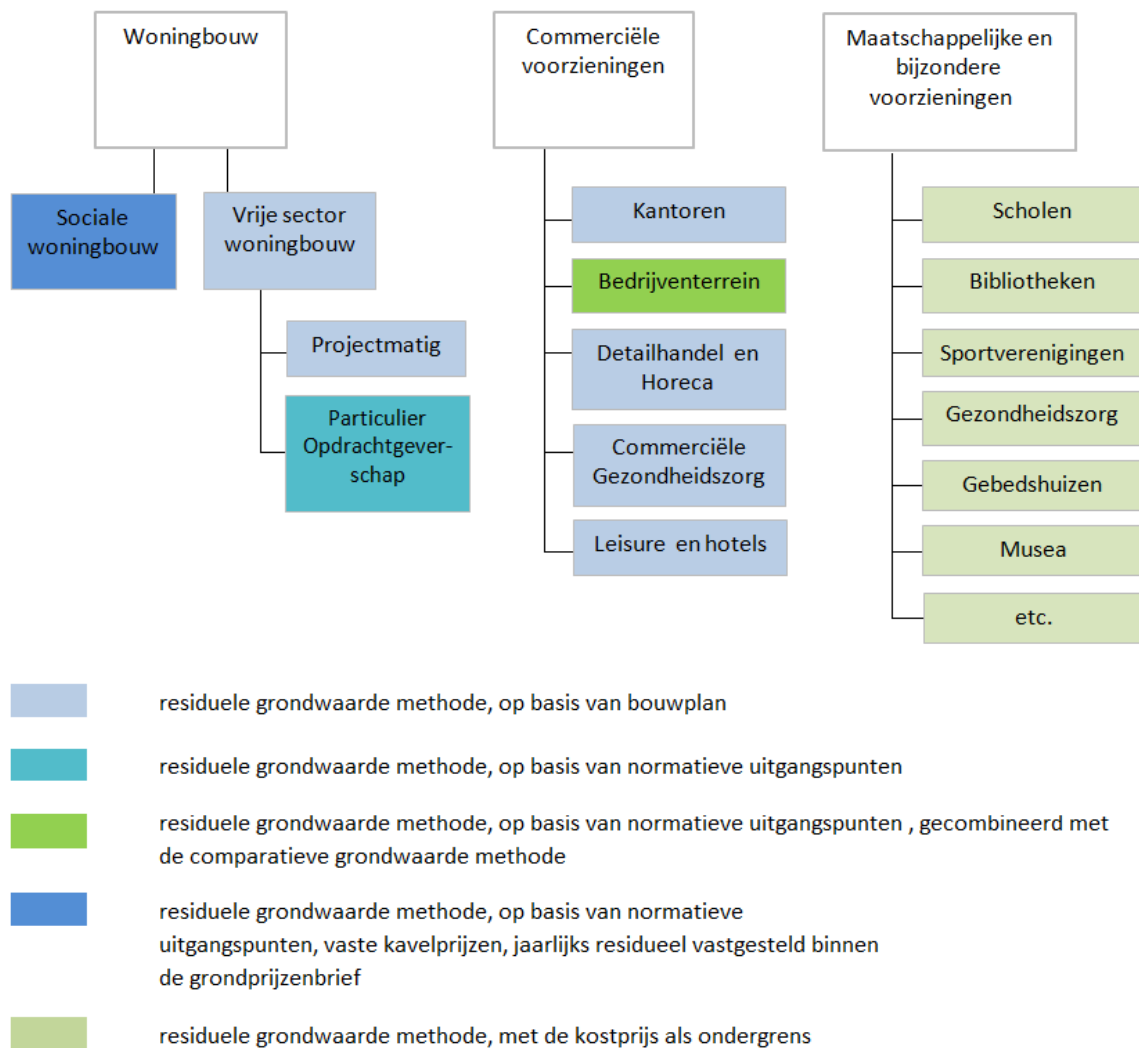 Woningbouw
Sociale
woningbouw
Vrije sector
woningbouw
Projectmatig
Particulier
Opdrachtgever-
schap
Commerciële
voorzieningen
Kantoren
Bedrijventerrein
Detailhandel en
Horeca
Commerciële
Gezondheidszorg
Leisure en hotels
Maatschappelijke en
bijzondere
voorzieningen
Scholen
Bibliotheken
Sportverenigingen
Gezondheidszorg
Gebedshuizen
Musea
etc.
residuele grondwaarde methode, op basis van bouwplan
residuele grondwaarde methode, op basis van normatieve uitgangspunten
residuele grondwaarde methode, op basis van normatieve uitgangspunten , gecombineerd met
de comparatieve grondwaarde methode
residuele grondwaarde methode, op basis van normatieve
uitgangspunten, vaste kavelprijzen, jaarlijks residueel vastgesteld binnen
de grondprijzenbrief
residuele grondwaarde methode, met de kostprijs als ondergrens